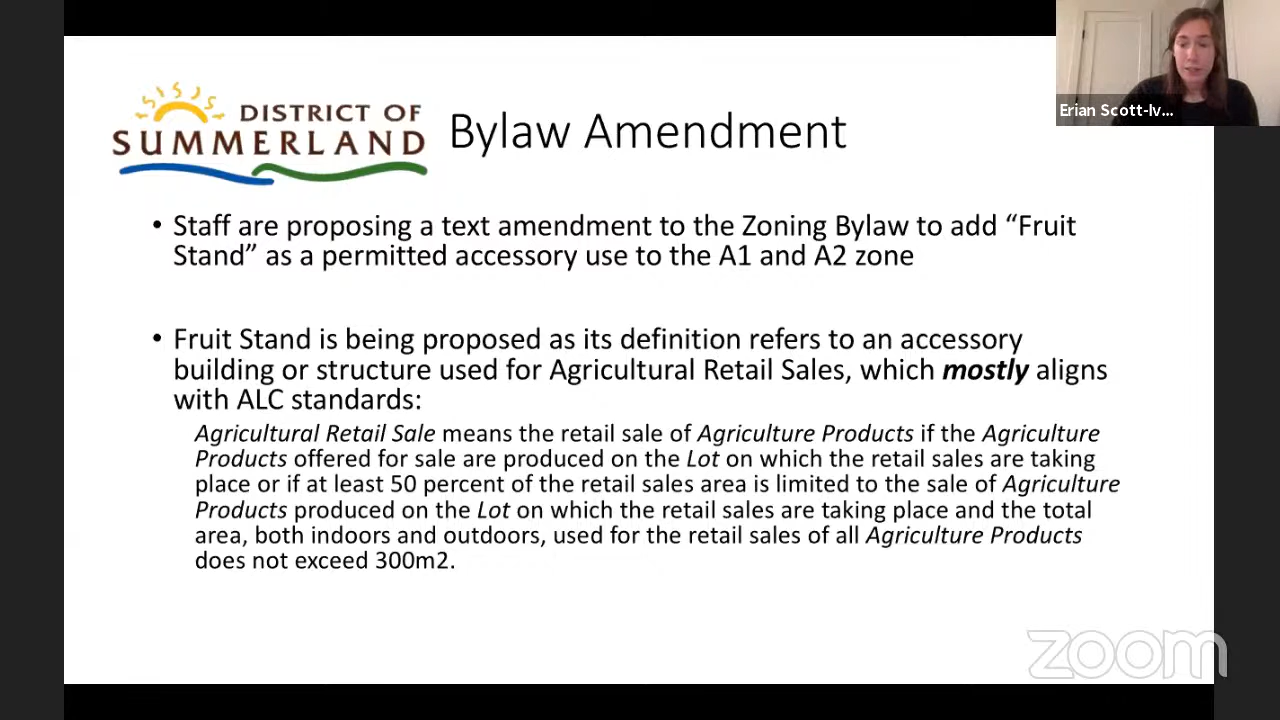 Erian Scott-Iv...
DISTRICT OF
SUMMERLAND
Bylaw Amendment
• Staff are proposing a text amendment to the Zoning Bylaw to add “Fruit
Stand” as a permitted accessory use to the A1 and A2 zone
• Fruit Stand is being proposed as its definition refers to an accessory
building or structure used for Agricultural Retail Sales, which mostly aligns
with ALC standards:
Agricultural Retail Sale means the retail sale of Agriculture Products if the Agriculture
Products offered for sale are produced on the Lot on which the retail sales are taking
place or if at least 50 percent of the retail sales area is limited to the sale of Agriculture
Products produced on the Lot on which the retail sales are taking place and the total
area, both indoors and outdoors, used for the retail sales of all Agriculture Products
does not exceed 300m2.
zoom